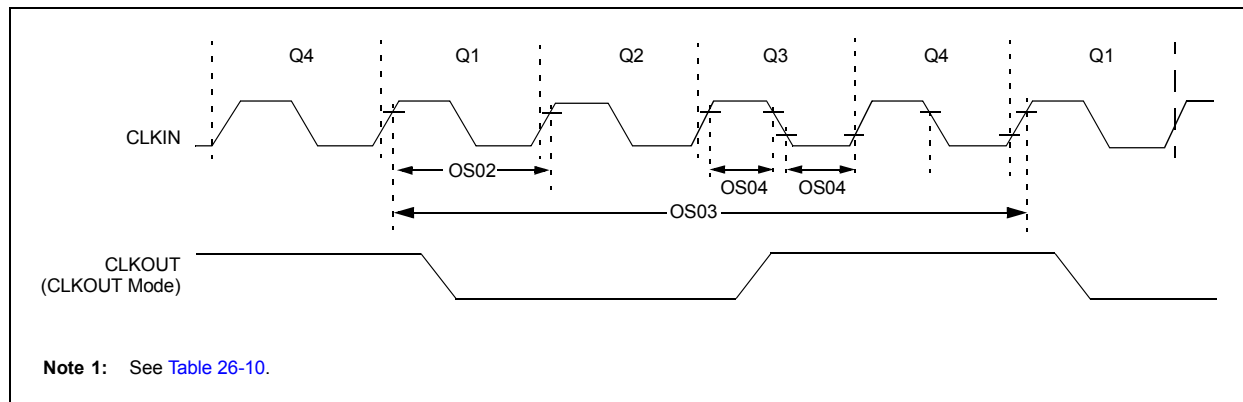 Q4 Q1 Q2 Q3 Q4 Q1
CLKIN
OS02
OS04 OS04
OS03
CLKOUT
(CLKOUT Mode)
Note 1: See Table 26-10.